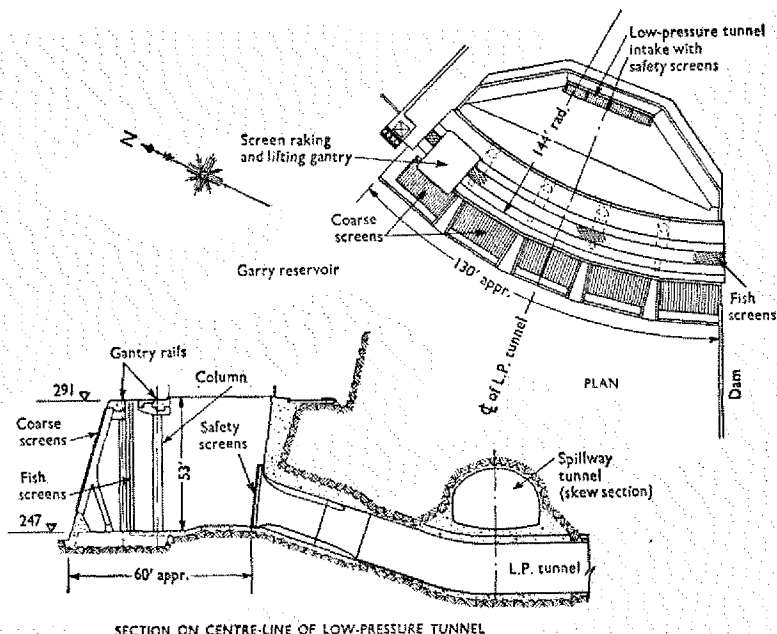 Low-pressure tunnel
intake with
safety screens
N
144' rad
Screen raking
and lifting gantry
Coarse
screens
Garry reservoir
130' appr.
Fish
screens
℄ of L.P. tunnel
PLAN
Dam
Gantry rails
291
Column
Coarse
screens
Safety
screens
53'
Fish
screens
Spillway
tunnel
(skew section)
247
60' appr.
L.P. tunnel
SECTION ON CENTRE-LINE OF LOW-PRESSURE TUNNEL